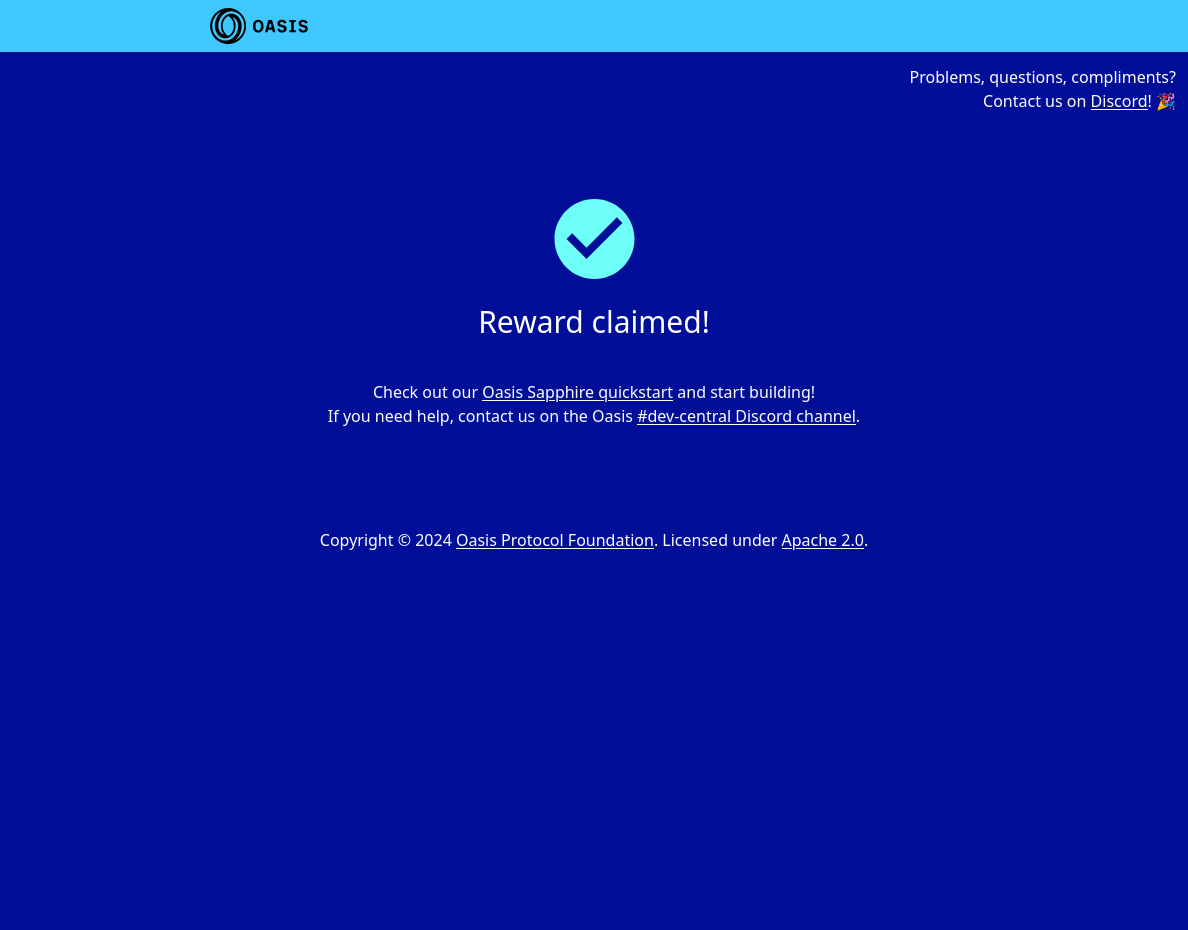 OASIS
Problems, questions, compliments?
Contact us on Discord! 🎉
Reward claimed!
Check out our Oasis Sapphire quickstart and start building!
If you need help, contact us on the Oasis #dev-central Discord channel.
Copyright © 2024 Oasis Protocol Foundation. Licensed under Apache 2.0.